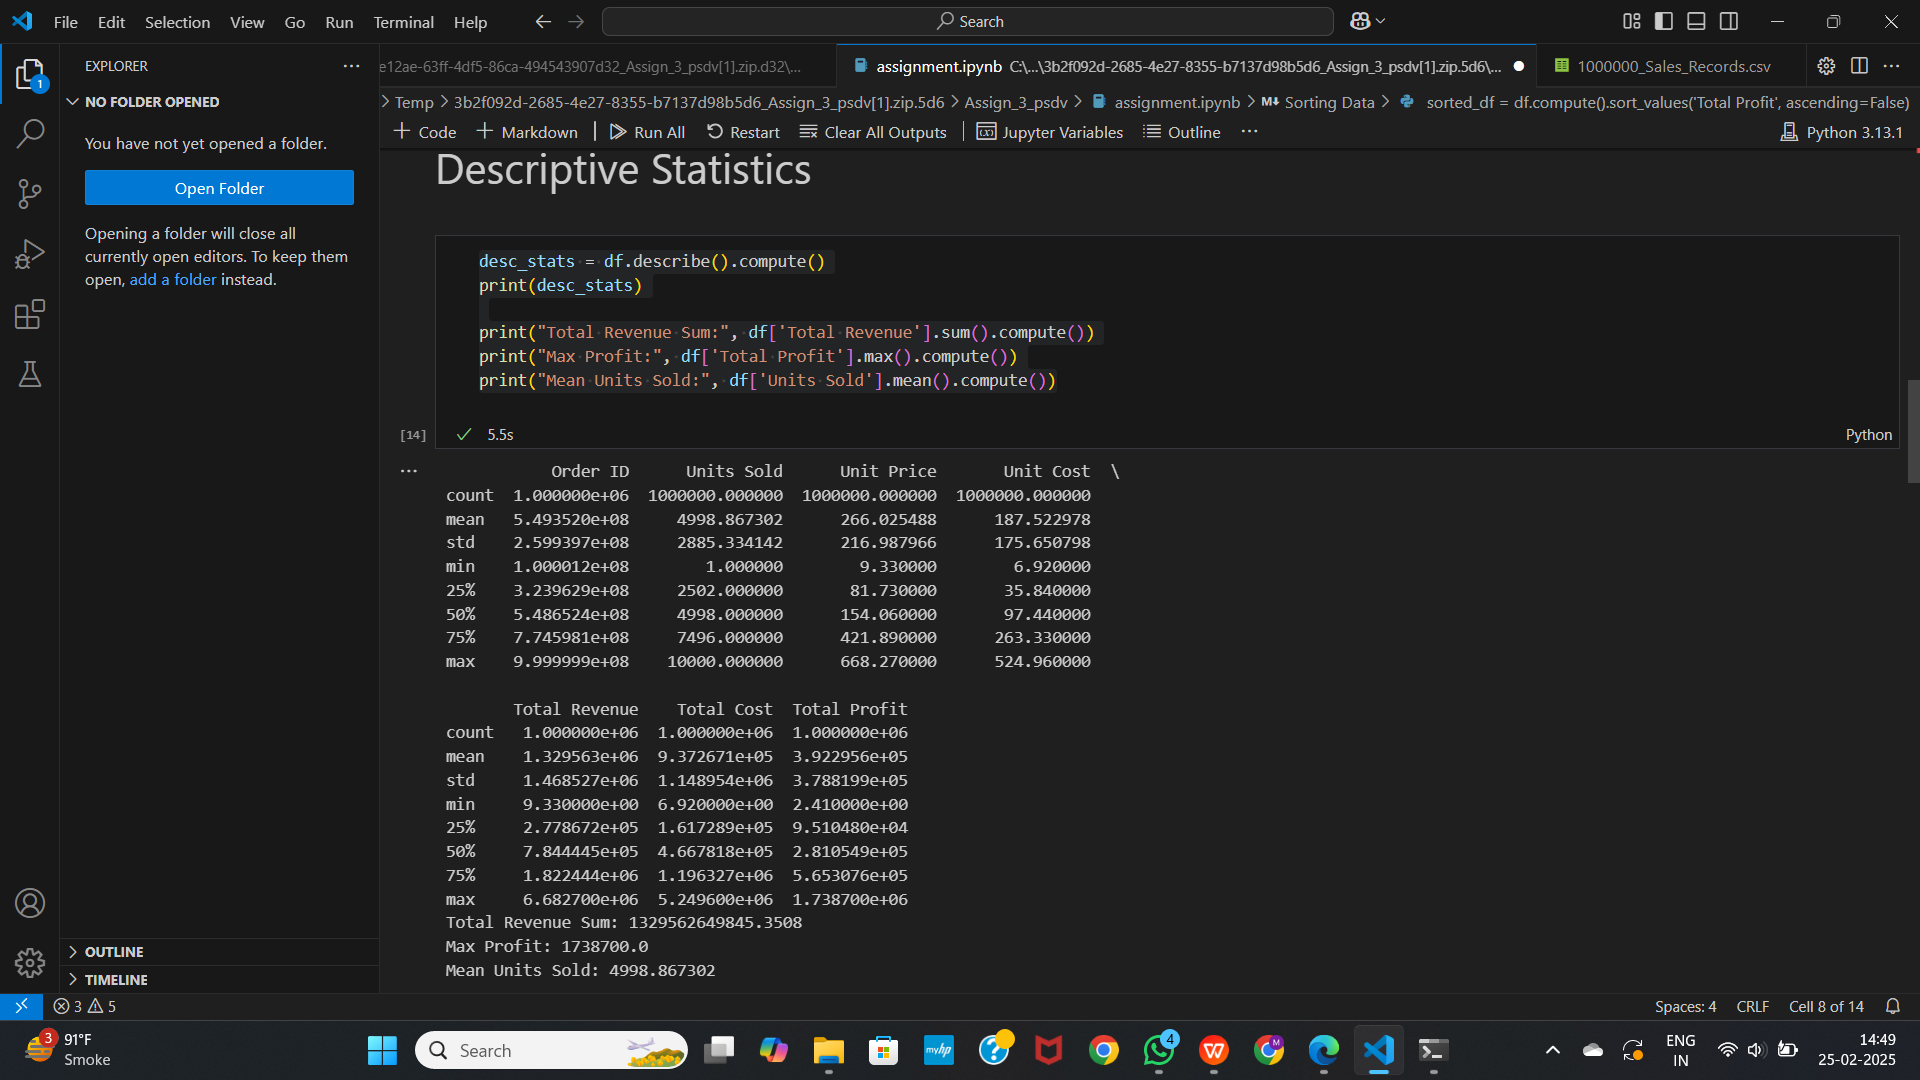 File Edit Selection View Go Run Terminal Help
Search
EXPLORER
e12ae-63ff-4df5-86ca-494543907d32_Assign_3_psdv[1].zip.d32\...
assignment.ipynb C:\...\3b2f092d-2685-4e27-8355-b7137d98b5d6_Assign_3_psdv[1].zip.5d6\...
1000000_Sales_Records.csv
1
NO FOLDER OPENED
> Temp > 3b2f092d-2685-4e27-8355-b7137d98b5d6_Assign_3_psdv[1].zip.5d6 > Assign_3_psdv > assignment.ipynb > M↓ Sorting Data > sorted_df = df.compute().sort_values('Total Profit', ascending=False)
+ Code + Markdown | Run All Restart Clear All Outputs | Jupyter Variables Outline ...
Python 3.13.1
You have not yet opened a folder.
Open Folder
Opening a folder will close all
currently open editors. To keep them
open, add a folder instead.
Descriptive Statistics
desc_stats = df.describe().compute()
print(desc_stats)
print("Total Revenue Sum:", df['Total Revenue'].sum().compute())
print("Max Profit:", df['Total Profit'].max().compute())
print("Mean Units Sold:", df['Units Sold'].mean().compute())
[14] 5.5s
Python
Order ID Units Sold Unit Price Unit Cost \
count 1.000000e+06 1000000.000000 1000000.000000 1000000.000000
mean 5.493520e+08 4998.867302 266.025488 187.522978
std 2.599397e+08 2885.334142 216.987966 175.650798
min 1.000012e+08 1.000000 9.330000 6.920000
25% 3.239629e+08 2502.000000 81.730000 35.840000
50% 5.486524e+08 4998.000000 154.060000 97.440000
75% 7.745981e+08 7496.000000 421.890000 263.330000
max 9.999999e+08 10000.000000 668.270000 524.960000
Total Revenue Total Cost Total Profit
count 1.000000e+06 1.000000e+06 1.000000e+06
mean 1.329563e+06 9.372671e+05 3.922956e+05
std 1.468527e+06 1.148954e+06 3.788199e+05
min 9.330000e+00 6.920000e+00 2.410000e+00
25% 2.778672e+05 1.617289e+05 9.510480e+04
50% 7.844445e+05 4.667818e+05 2.810549e+05
75% 1.822444e+06 1.196327e+06 5.653076e+05
max 6.682700e+06 5.249600e+06 1.738700e+06
Total Revenue Sum: 1329562649845.3508
Max Profit: 1738700.0
Mean Units Sold: 4998.867302
OUTLINE
TIMELINE
3 5
Spaces: 4 CRLF Cell 8 of 14
3
91°F
Smoke
Search
myhp
4
M
ENG
IN
14:49
25-02-2025